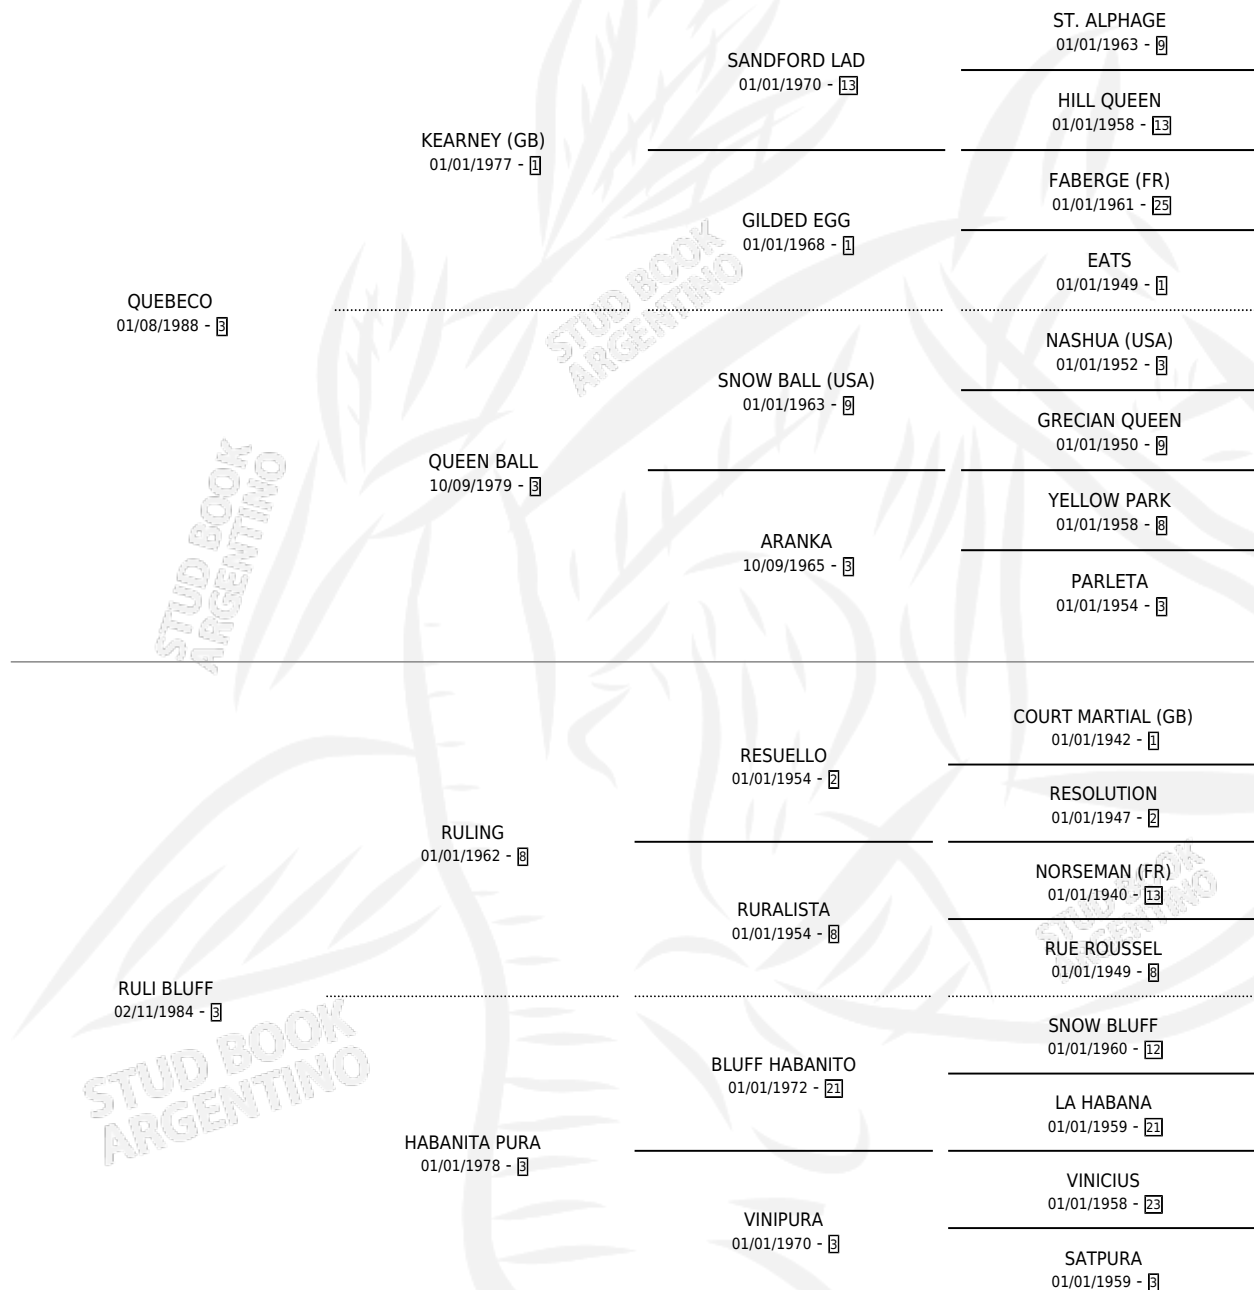 ST. ALPHAGE
01/01/1963 - 9
SANDFORD LAD
01/01/1970 - 13
HILL QUEEN
01/01/1958 - 13
KEARNEY (GB)
01/01/1977 - 1
FABERGE (FR)
01/01/1961 - 25
GILDED EGG
01/01/1968 - 1
EATS
01/01/1949 - 1
QUEBECO
01/08/1988 - 3
NASHUA (USA)
01/01/1952 - 3
SNOW BALL (USA)
01/01/1963 - 9
GRECIAN QUEEN
01/01/1950 - 9
QUEEN BALL
10/09/1979 - 3
YELLOW PARK
01/01/1958 - 8
ARANKA
10/09/1965 - 3
PARLETA
01/01/1954 - 3
COURT MARTIAL (GB)
01/01/1942 - 1
RESUELLO
01/01/1954 - 2
RESOLUTION
01/01/1947 - 2
RULING
01/01/1962 - 8
NORSEMAN (FR)
01/01/1940 - 13
RURALISTA
01/01/1954 - 8
RUE ROUSSEL
01/01/1949 - 8
RULI BLUFF
02/11/1984 - 3
SNOW BLUFF
01/01/1960 - 12
BLUFF HABANITO
01/01/1972 - 21
LA HABANA
01/01/1959 - 21
HABANITA PURA
01/01/1978 - 3
VINICIUS
01/01/1958 - 23
VINIPURA
01/01/1970 - 3
SATPURA
01/01/1959 - 3
STUD BOOK
ARGENTINO
STUD BOOK
ARGENTINO
STUD BOOK
ARGENTINO
STUD BOOK
ARGENTINO